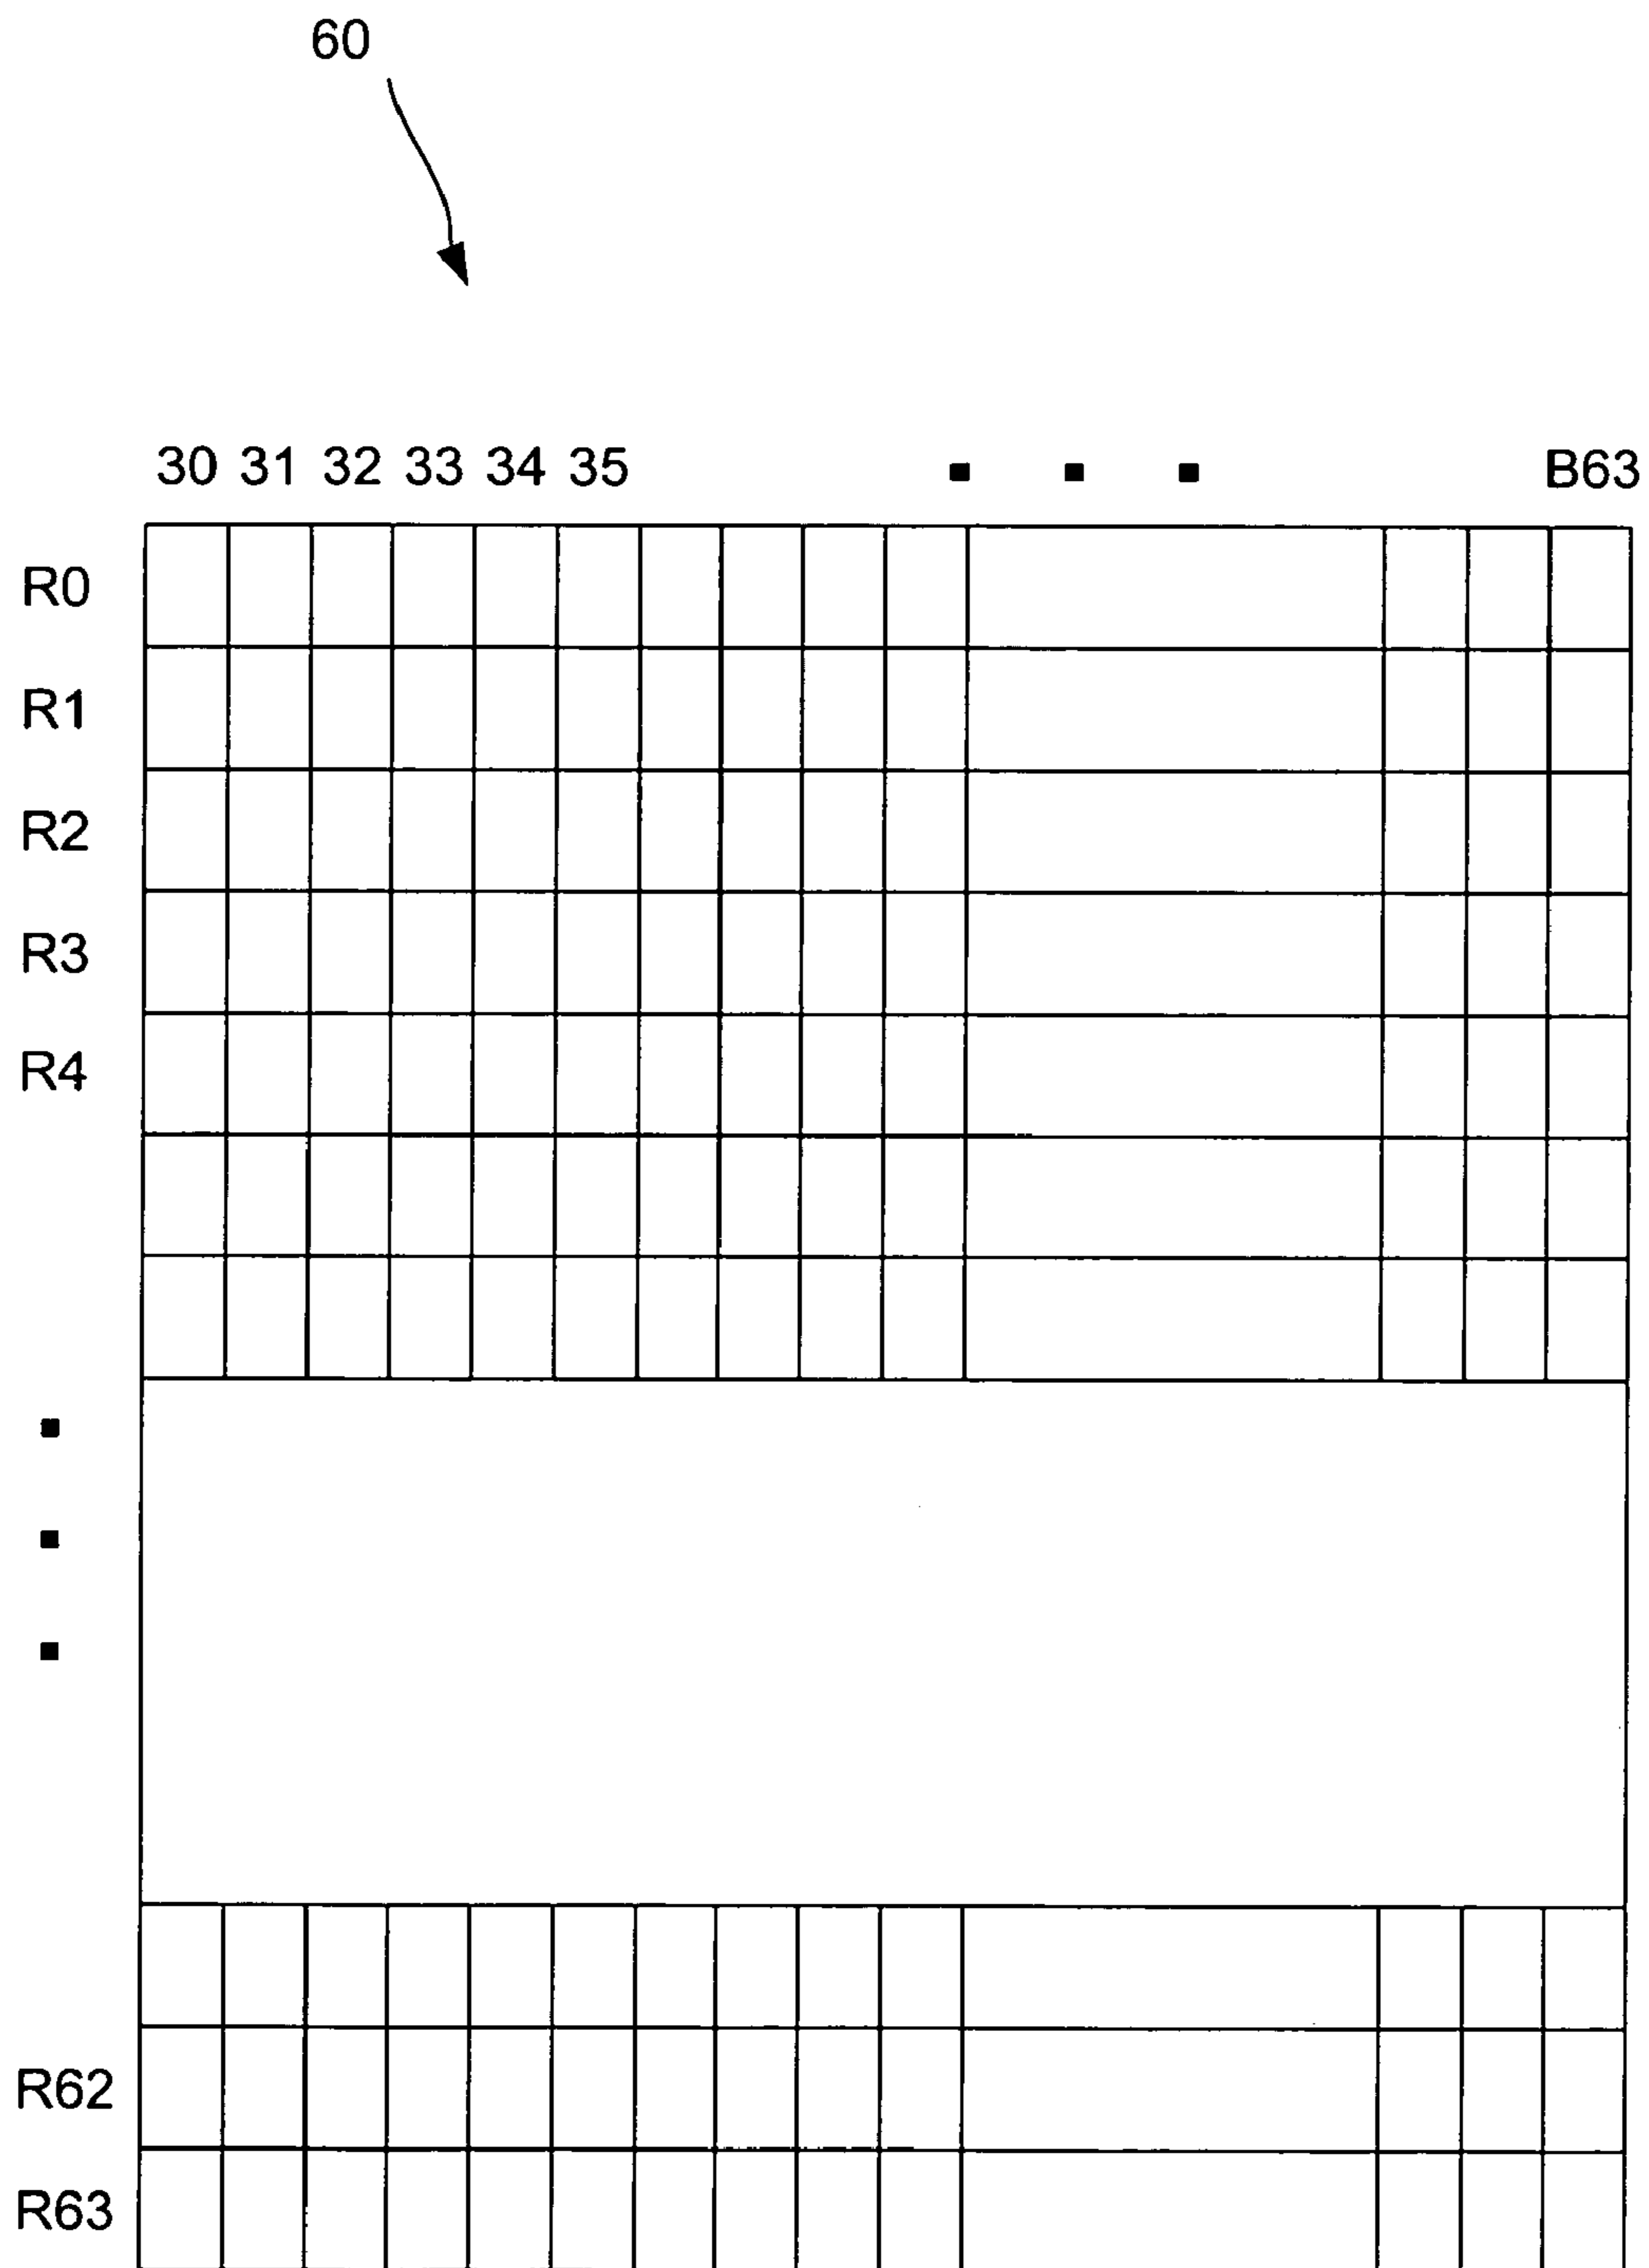 60
30 31 32 33 34 35 ▪ ▪ ▪ B63
R0
R1
R2
R3
R4
▪
▪
▪
R62
R63